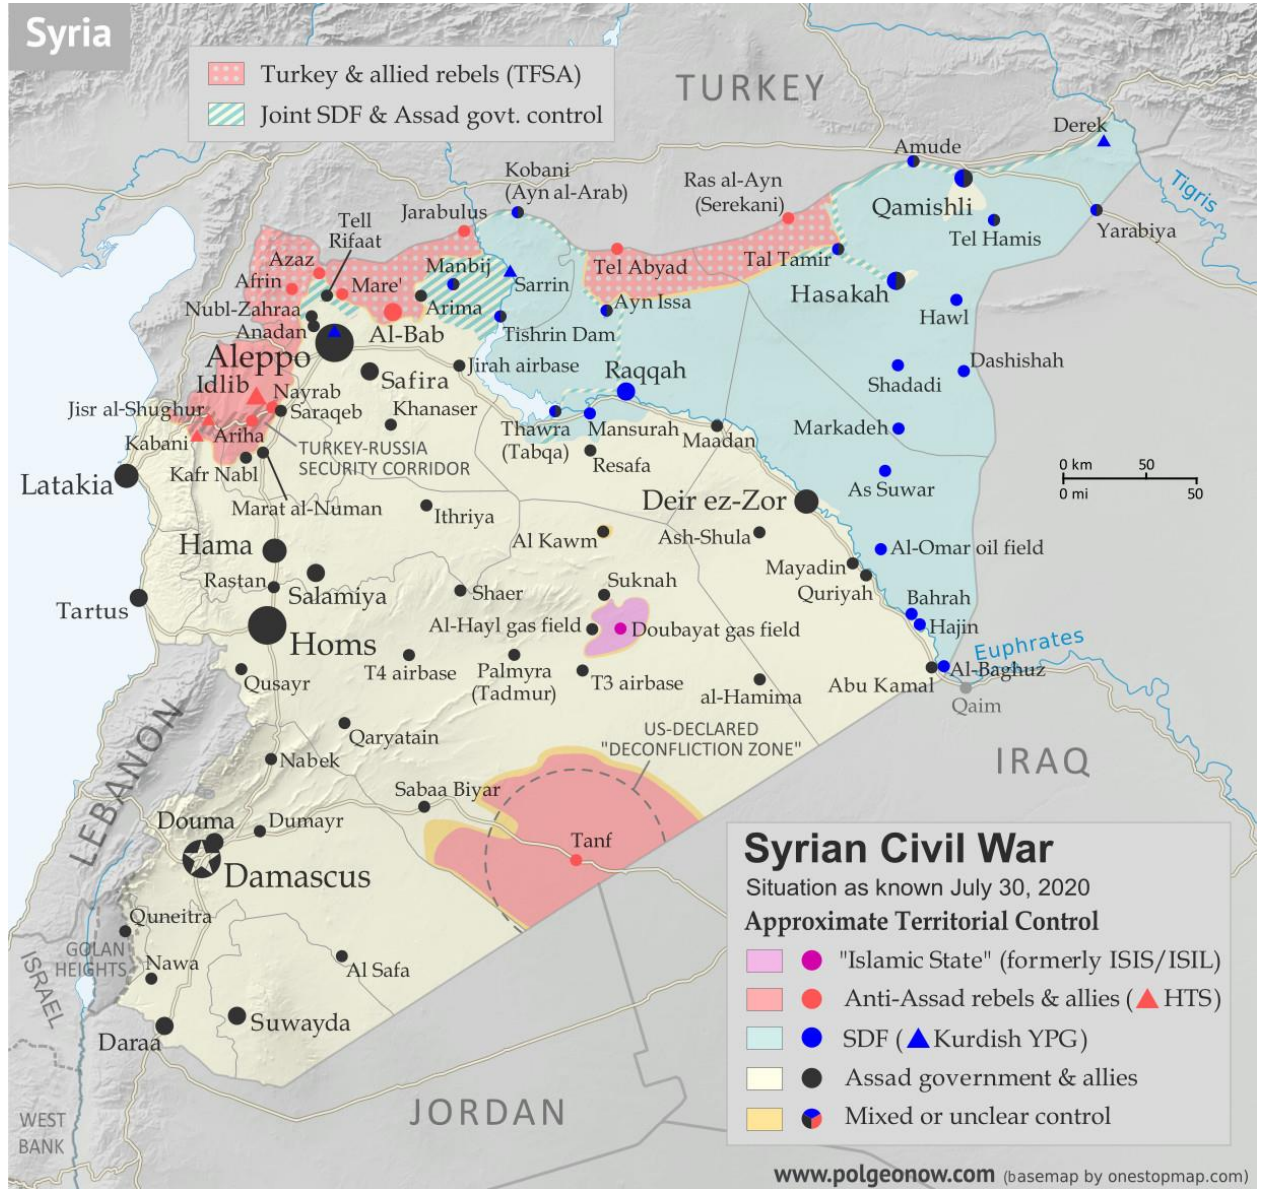 Syria
Turkey & allied rebels (TFSA)
Joint SDF & Assad govt. control
TURKEY
Derek
Amude
Kobani
(Ayn al-Arab)
Ras al-Ayn
(Serekani)
Tigris
Qamishli
Jarabulus
Tell
Rifaat
Yarabiya
Tel Hamis
Azaz
Manbij
Tel Abyad
Tal Tamir
Afrin
Mare'
Sarrin
Hasakah
Nubl-Zahraa
Arima
Ayn Issa
Hawl
Anadan
Al-Bab
Tishrin Dam
Aleppo
Jirah airbase
Dashishah
Safira
Raqqah
Shadadi
Idlib
Nayrab
Jisr al-Shughur
Saraqeb
Khanaser
Thawra
(Tabqa)
Mansurah
Maadan
Markadeh
Kabani
Ariha
TURKEY-RUSSIA
SECURITY CORRIDOR
Resafa
0 km 50
0 mi 50
Kafr Nabl
Latakia
As Suwar
Marat al-Numan
Ithriya
Deir ez-Zor
Hama
Al Kawm
Ash-Shula
Al-Omar oil field
Mayadin
Rastan
Salamiya
Shaer
Suknah
Quriyah
Tartus
Bahrah
Homs
Al-Hayl gas field
Doubayat gas field
Hajin
Euphrates
T4 airbase
Palmyra
(Tadmur)
T3 airbase
al-Hamima
Abu Kamal
Al-Baghuz
Qusayr
Qaim
LEBANON
Qaryatain
US-DECLARED
"DECONFLICTION ZONE"
IRAQ
Nabek
Sabaa Biyar
Douma
Dumayr
Tanf
Damascus
Quneitra
GOLAN
HEIGHTS
ISRAEL
Nawa
Al Safa
Daraa
Suwayda
WEST
BANK
JORDAN
Syrian Civil War
Situation as known July 30, 2020
Approximate Territorial Control
"Islamic State" (formerly ISIS/ISIL)
Anti-Assad rebels & allies ( HTS)
SDF ( Kurdish YPG)
Assad government & allies
Mixed or unclear control
www.polgeonow.com (basemap by onestopmap.com)